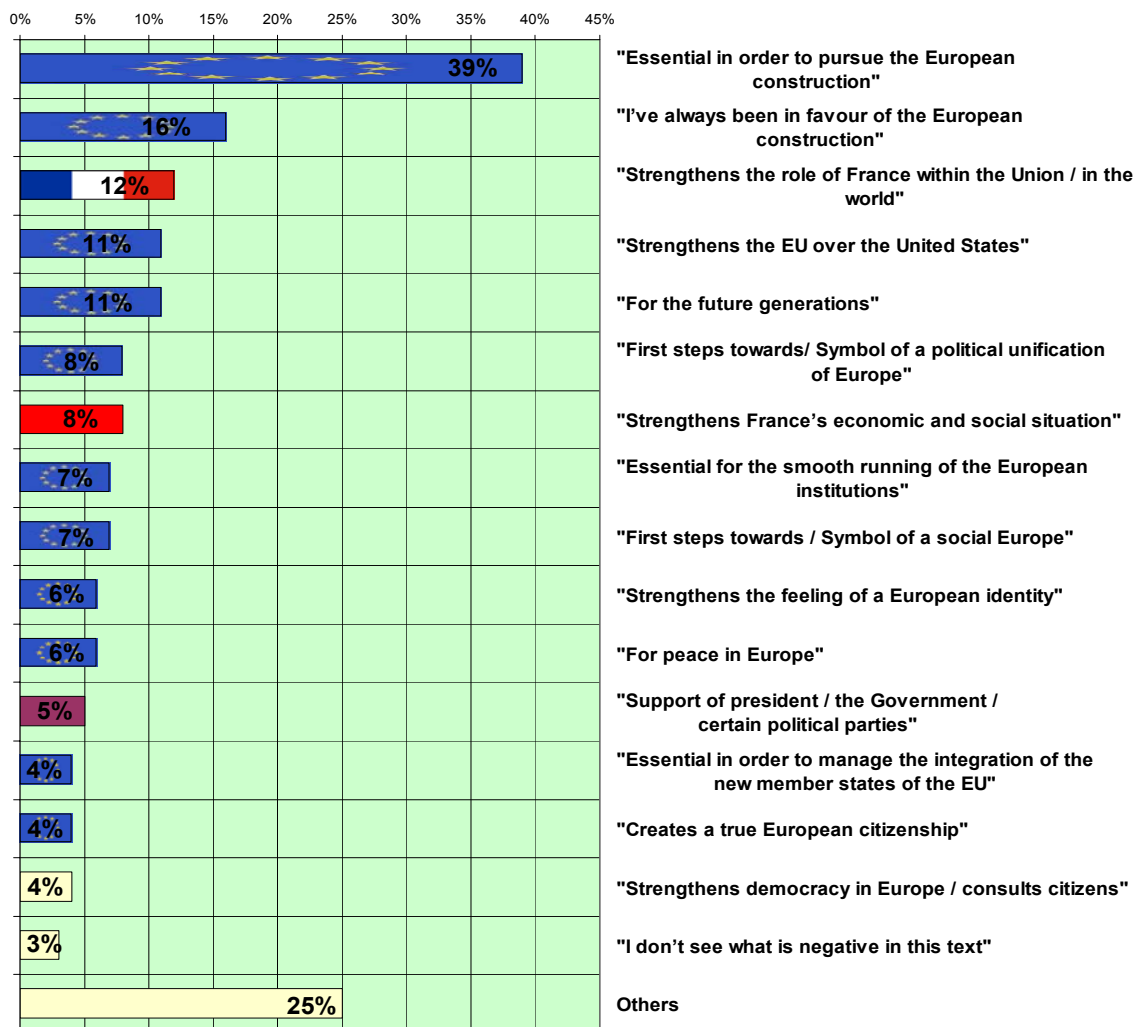 0% 5% 10% 15% 20% 25% 30% 35% 40% 45%
39%
"Essential in order to pursue the European
construction"
16%
"I've always been in favour of the European
construction"
12%
"Strengthens the role of France within the Union / in the
world"
11%
"Strengthens the EU over the United States"
11%
"For the future generations"
8%
"First steps towards/ Symbol of a political unification
of Europe"
8%
"Strengthens France’s economic and social situation"
7%
"Essential for the smooth running of the European
institutions"
7%
"First steps towards / Symbol of a social Europe"
6%
"Strengthens the feeling of a European identity"
6%
"For peace in Europe"
5%
"Support of president / the Government /
certain political parties"
4%
"Essential in order to manage the integration of the
new member states of the EU"
4%
"Creates a true European citizenship"
4%
"Strengthens democracy in Europe / consults citizens"
3%
"I don’t see what is negative in this text"
25%
Others